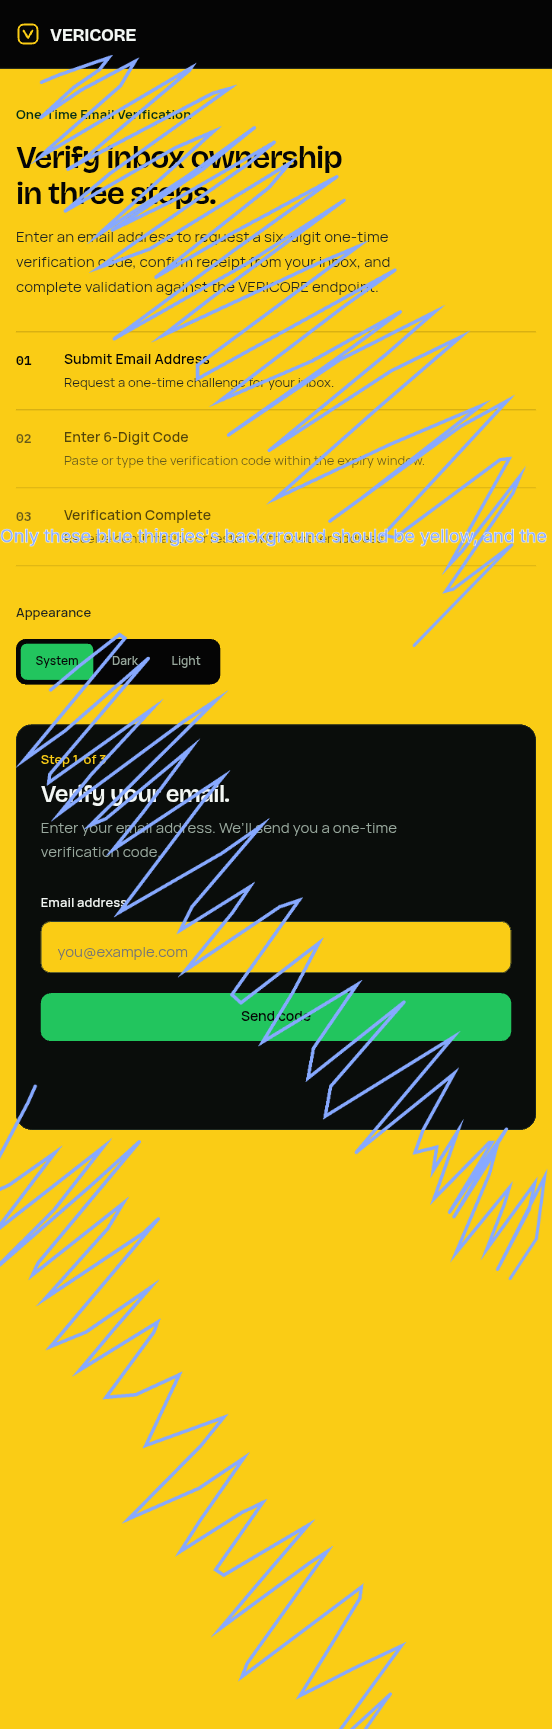 VERICORE
One-Time Email Verification
Verify inbox ownership
in three steps.
Enter an email address to request a six-digit one-time
verification code, confirm receipt from your inbox, and
complete validation against the VERICORE endpoint.
01 Submit Email Address
Request a one-time challenge for your inbox.
02 Enter 6-Digit Code
Paste or type the verification code within the expiry window.
03 Verification Complete
Only these blue thingies's background should be yellow, and the
Appearance
System Dark Light
Step 1 of 3
Verify your email.
Enter your email address. We'll send you a one-time
verification code.
Email address
you@example.com
Send code